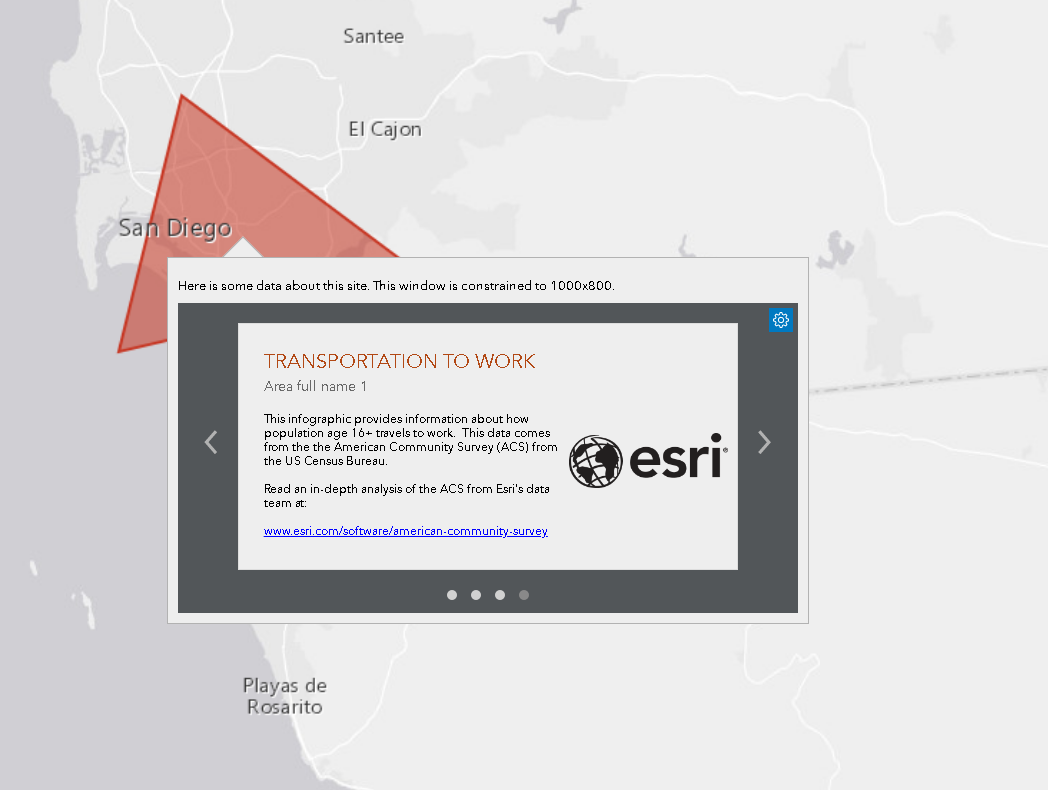 Santee
El Cajon
San Diego
Here is some data about this site. This window is constrained to 1000x800.
TRANSPORTATION TO WORK
Area full name 1
This infographic provides information about how
population age 16+ travels to work. This data comes
from the the American Community Survey (ACS) from
the US Census Bureau.
Read an in-depth analysis of the ACS from Esri's data
team at:
www.esri.com/software/american-community-survey
esri®
Playas de
Rosarito